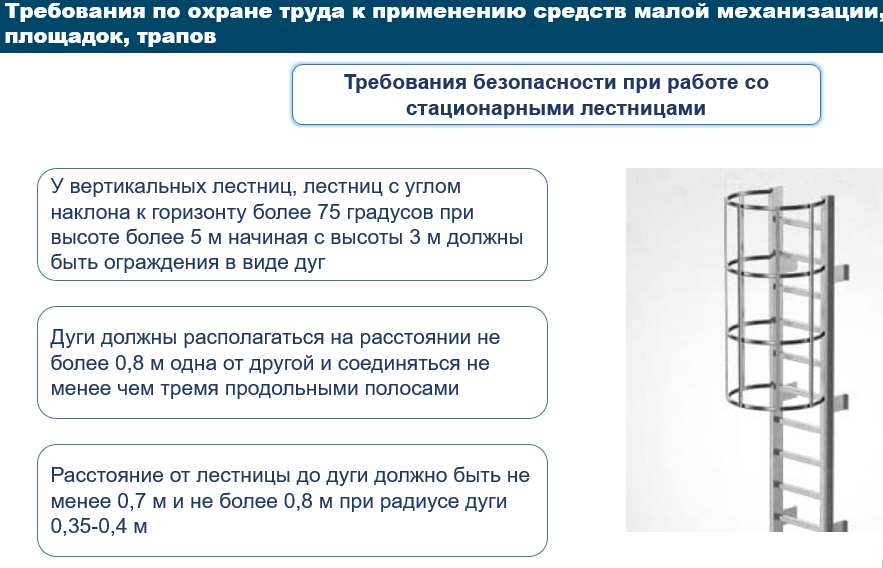 Требования по охране труда к применению средств малой механизации,
площадок, трапов
Требования безопасности при работе со
стационарными лестницами
У вертикальных лестниц, лестниц с углом
наклона к горизонту более 75 градусов при
высоте более 5 м начиная с высоты 3 м должны
быть ограждения в виде дуг
Дуги должны располагаться на расстоянии не
более 0,8 м одна от другой и соединяться не
менее чем тремя продольными полосами
Расстояние от лестницы до дуги должно быть не
менее 0,7 м и не более 0,8 м при радиусе дуги
0,35-0,4 м